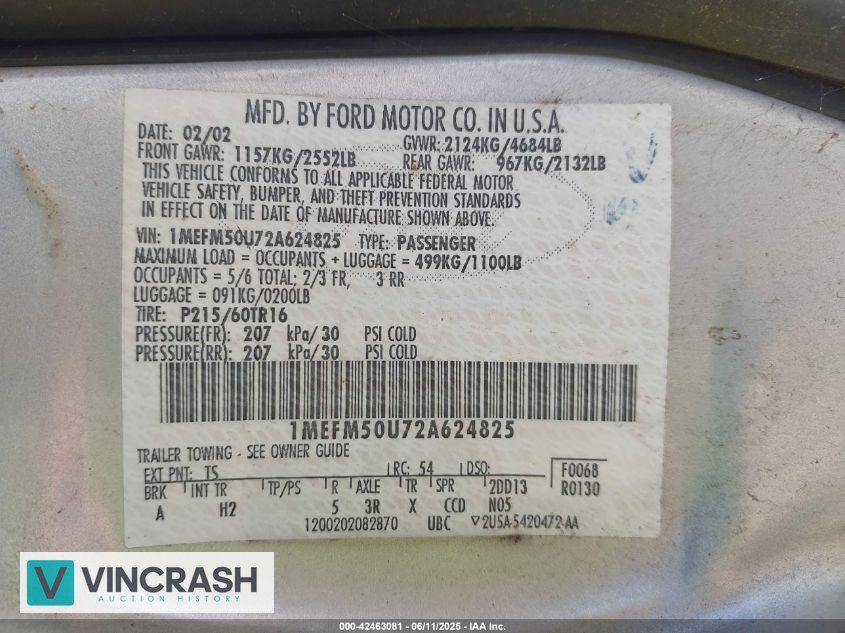 MFD. BY FORD MOTOR CO. IN U.S.A.
DATE: 02/02 GVWR: 2124KG/4684LB
FRONT GAWR: 1157KG/2552LB REAR GAWR: 967KG/2132LB
THIS VEHICLE CONFORMS TO ALL APPLICABLE FEDERAL MOTOR
VEHICLE SAFETY, BUMPER, AND THEFT PREVENTION STANDARDS
IN EFFECT ON THE DATE OF MANUFACTURE SHOWN ABOVE.
VIN: 1MEFM50U72A624825 TYPE: PASSENGER
MAXIMUM LOAD = OCCUPANTS + LUGGAGE = 499KG/1100LB
OCCUPANTS = 5/6 TOTAL; 2/3 FR, 3 RR
LUGGAGE = 091KG/0200LB
TIRE: P215/60TR16
PRESSURE(FR): 207 kPa/30 PSI COLD
PRESSURE(RR): 207 kPa/30 PSI COLD
1MEFM50U72A624825
TRAILER TOWING - SEE OWNER GUIDE
EXT PNT: TS RC: 54 DSO: F0068
BRK INT TR TP/PS R AXLE TR SPR 2DD13 R0130
A H2 5 3R X CCD N05
1200202082870 UBC 2U5A-5420472-AA
VINCRASH
AUCTION HISTORY
000-42463081 - 06/11/2025 - IAA Inc.